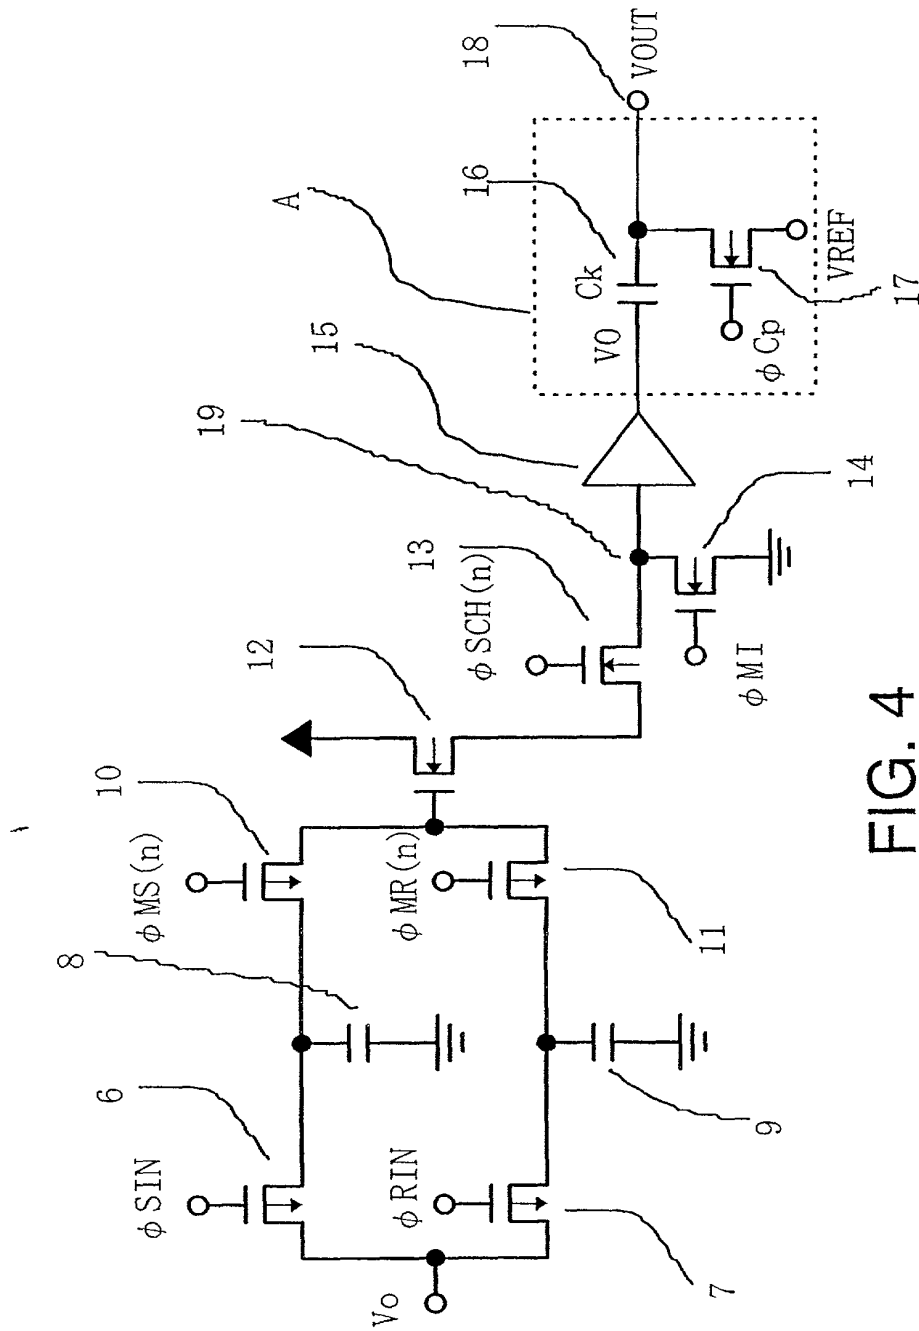 Vo
φSIN
6
8
φMS(n)
10
12
φRIN
7
9
φMR(n)
11
φSCH(n)
13
19
φMI
14
15
A
V0
Ck
16
φCp
17
VREF
18
VOUT
FIG. 4